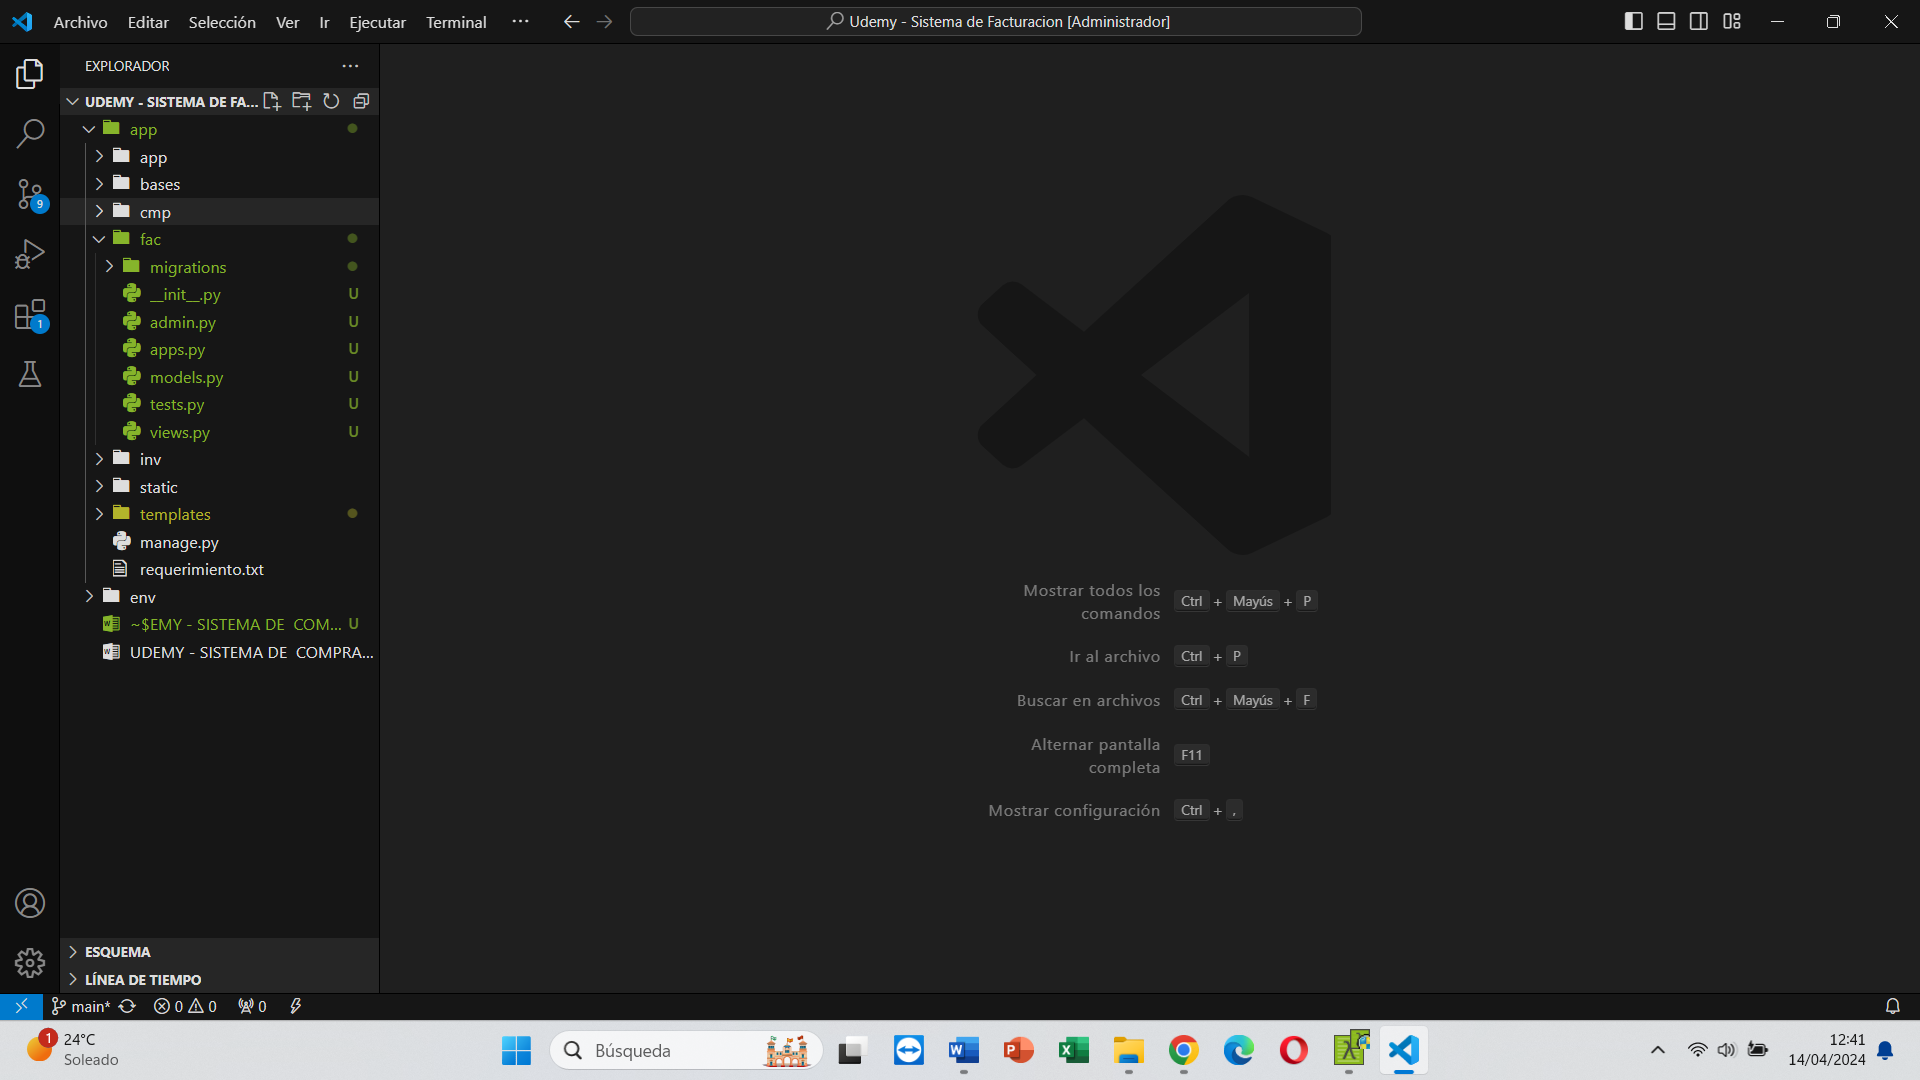 Archivo Editar Selección Ver Ir Ejecutar Terminal ···
Udemy - Sistema de Facturacion [Administrador]
EXPLORADOR
UDEMY - SISTEMA DE FA...
app
app
bases
cmp
fac
migrations
__init__.py U
admin.py U
apps.py U
models.py U
tests.py U
views.py U
inv
static
templates
manage.py
requerimiento.txt
env
~$EMY - SISTEMA DE  COM... U
UDEMY - SISTEMA DE  COMPRA...
9
1
Mostrar todos los
comandos
Ctrl + Mayús + P
Ir al archivo Ctrl + P
Buscar en archivos Ctrl + Mayús + F
Alternar pantalla
completa
F11
Mostrar configuración Ctrl + ,
ESQUEMA
LÍNEA DE TIEMPO
main* 0 0 0
1
24°C
Soleado
Búsqueda
12:41
14/04/2024